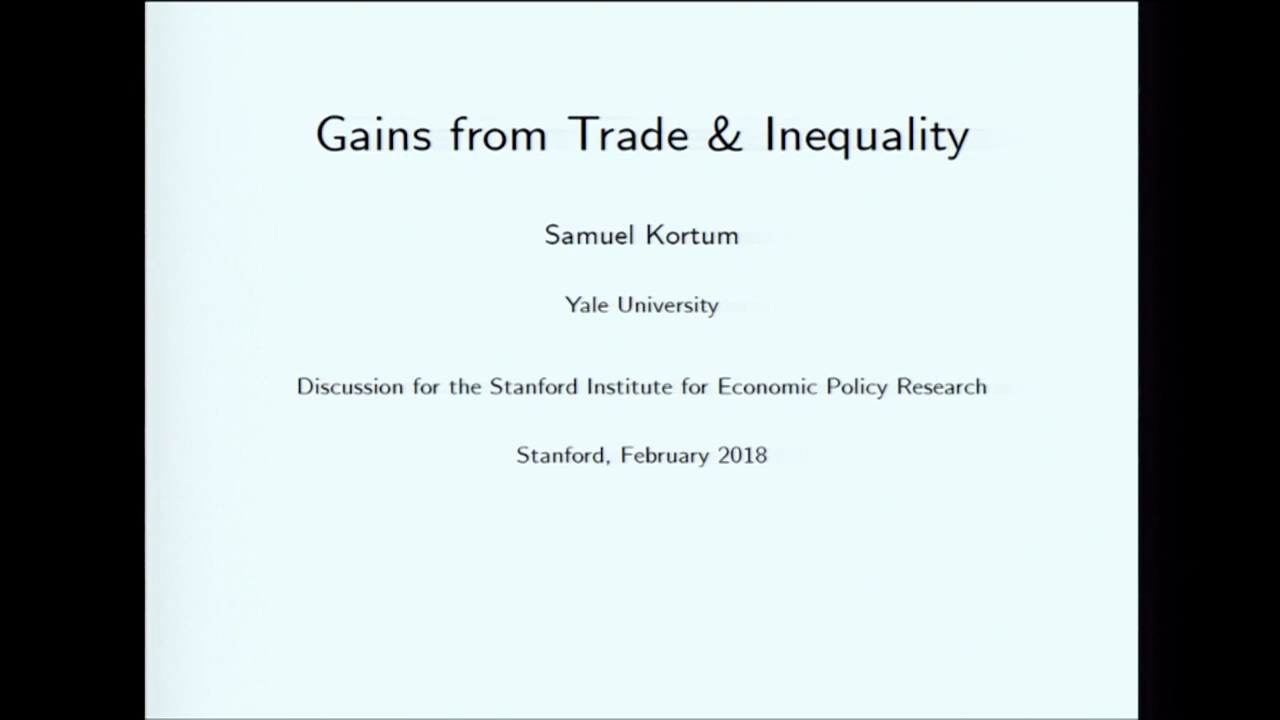 Gains from Trade & Inequality
Samuel Kortum
Yale University
Discussion for the Stanford Institute for Economic Policy Research
Stanford, February 2018